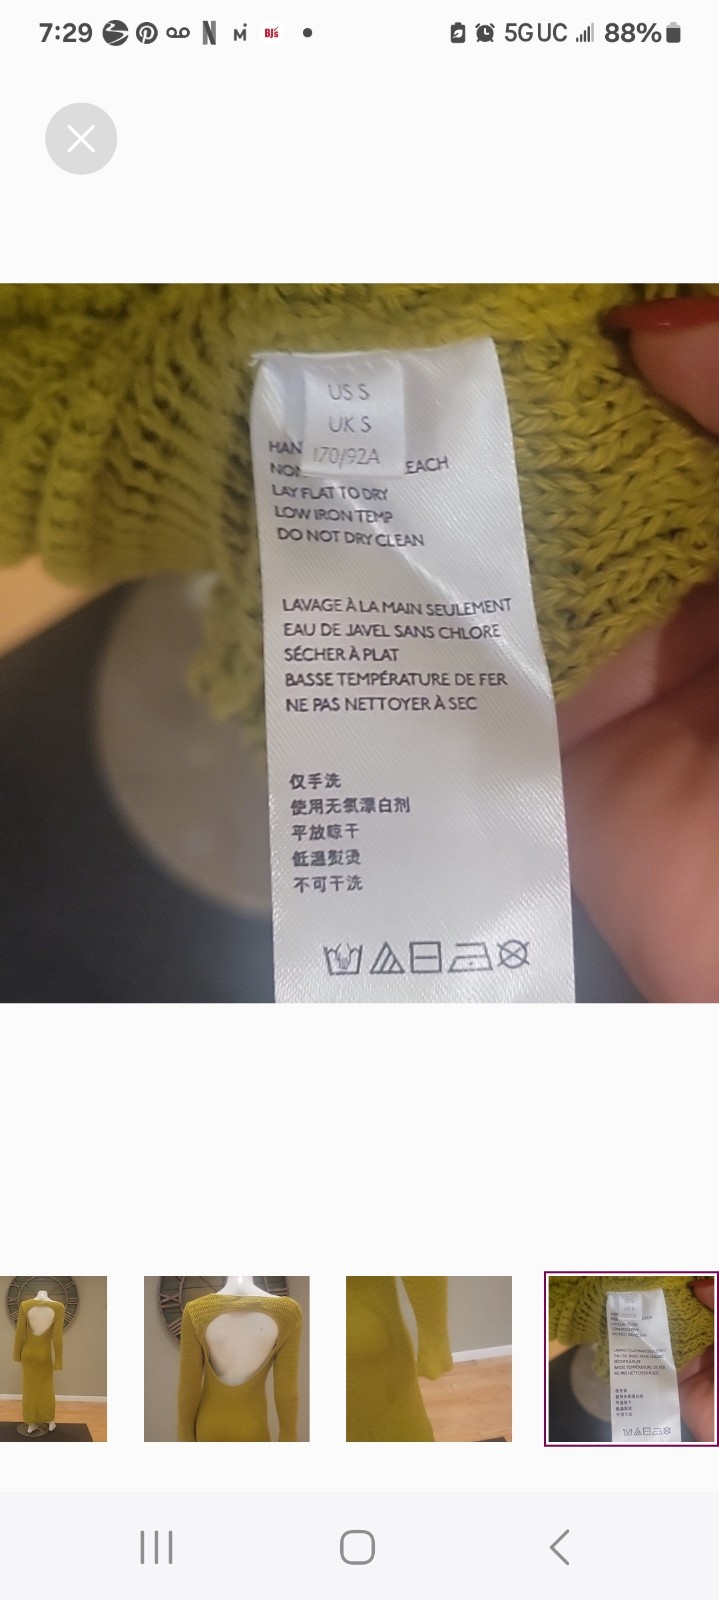 7:29
BJ's
5G UC
88%
US S
UK S
170/92A
HAN
NON
EACH
LAY FLAT TO DRY
LOW IRON TEMP
DO NOT DRY CLEAN
LAVAGE À LA MAIN SEULEMENT
EAU DE JAVEL SANS CHLORE
SÉCHER À PLAT
BASSE TEMPÉRATURE DE FER
NE PAS NETTOYER À SEC
仅手洗
使用无氯漂白剂
平放晾干
低温熨烫
不可干洗